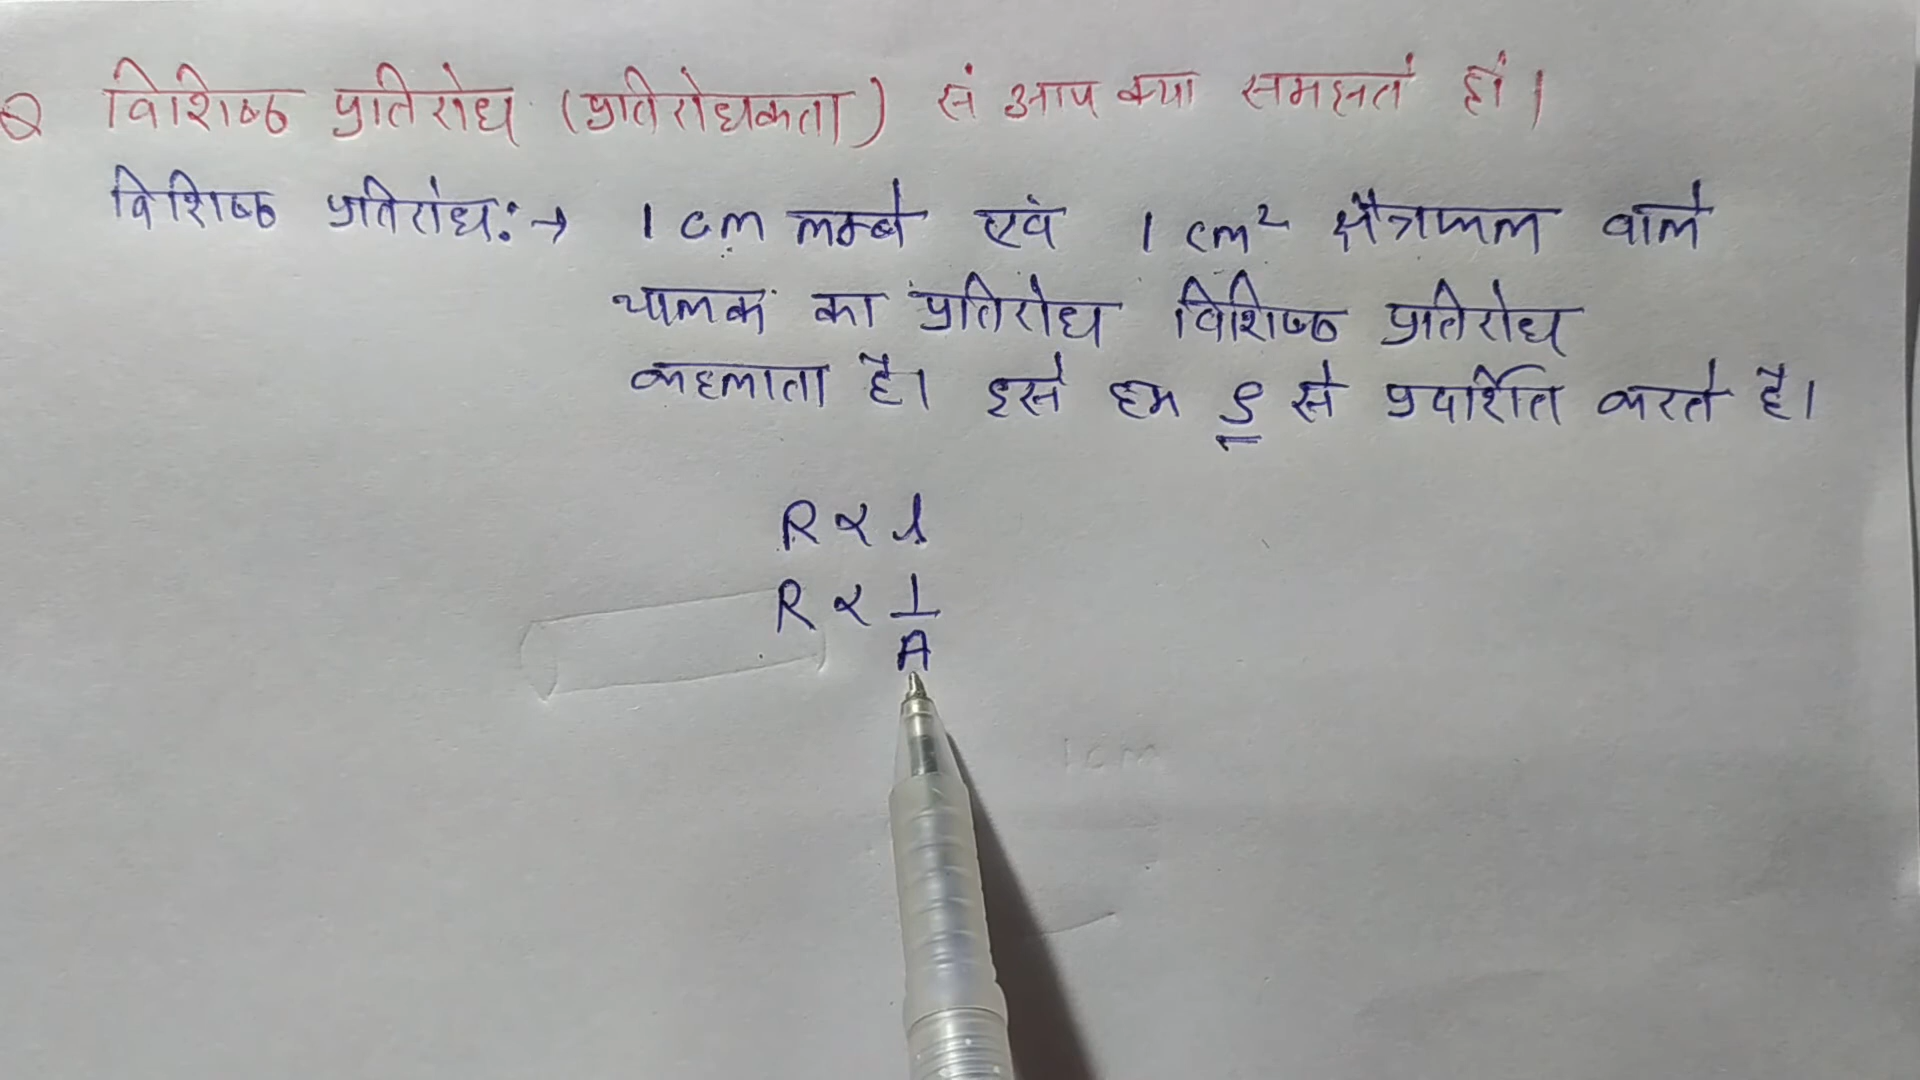 Q विशिष्ठ प्रतिरोध (प्रतिरोधकता) से आप क्या समझते हो।
विशिष्ठ प्रतिरोध:→ 1 cm लम्बे एवं 1 cm² क्षैत्रफल वाले
चालक का प्रतिरोध विशिष्ठ प्रतिरोध
कहलाता है। इसे हम ρ से प्रदर्शित करते है।
R ∝ l
R ∝ 1/A
1cm